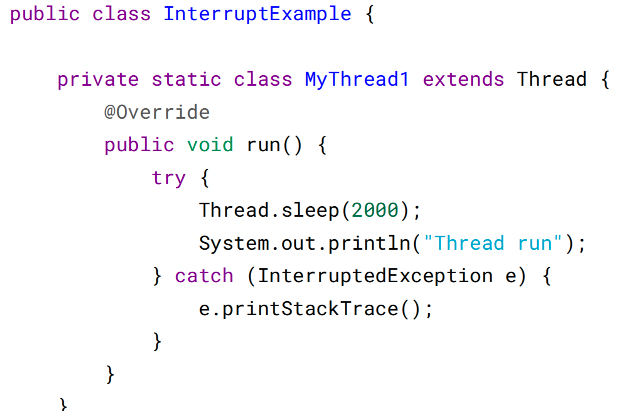 public class InterruptExample {
    private static class MyThread1 extends Thread {
        @Override
        public void run() {
            try {
                Thread.sleep(2000);
                System.out.println("Thread run");
            } catch (InterruptedException e) {
                e.printStackTrace();
            }
        }
    }